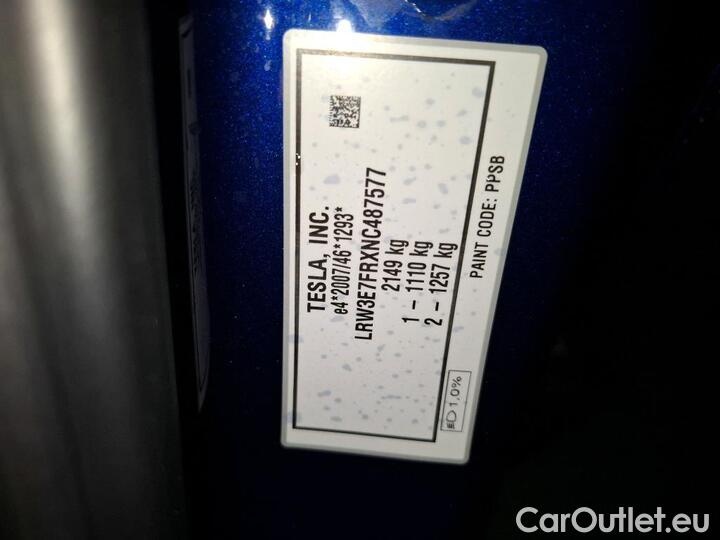 TESLA, INC.
e4*2007/46*1293*
LRW3E7FRXNC487577
2149 kg
1 - 1110 kg
2 - 1257 kg
PAINT CODE: PPSB
1,0%
CarOutlet.eu